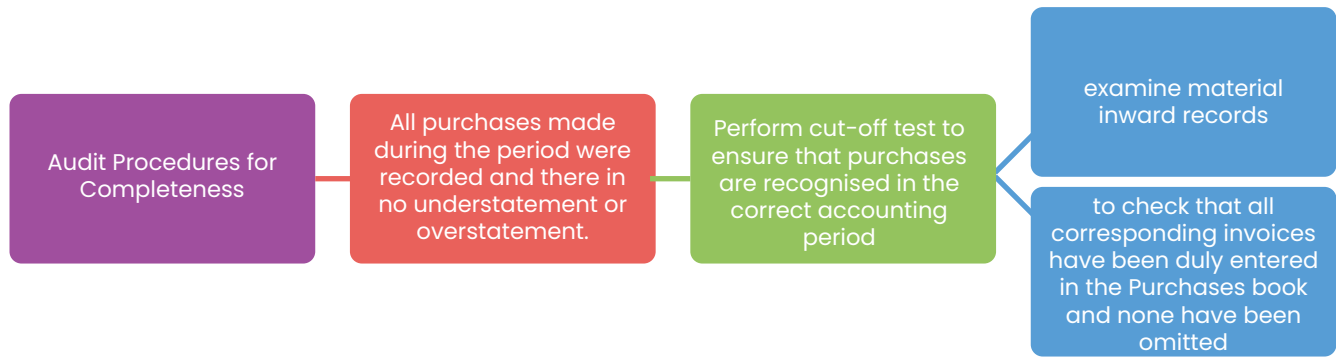 Audit Procedures for
Completeness
All purchases made
during the period were
recorded and there in
no understatement or
overstatement.
Perform cut-off test to
ensure that purchases
are recognised in the
correct accounting
period
examine material
inward records
to check that all
corresponding invoices
have been duly entered
in the Purchases book
and none have been
omitted